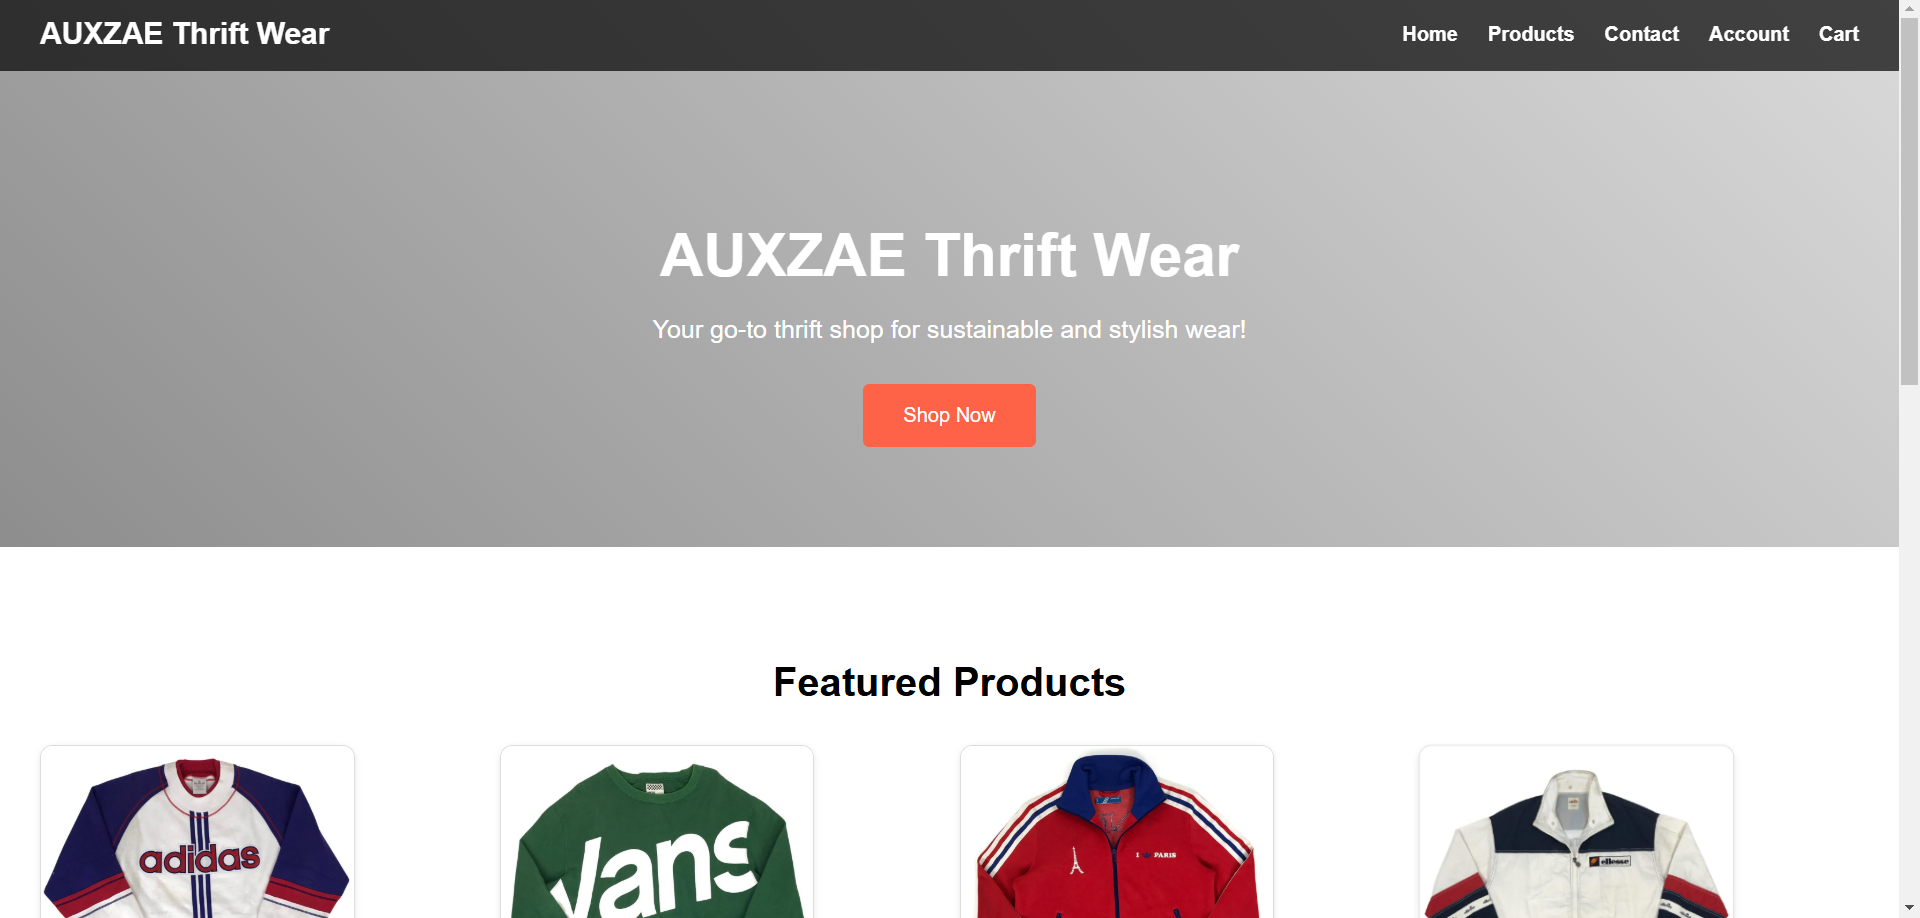 AUXZAE Thrift Wear
Home Products Contact Account Cart
AUXZAE Thrift Wear
Your go-to thrift shop for sustainable and stylish wear!
Shop Now
Featured Products
adidas
Vans
I PARIS
ellesse